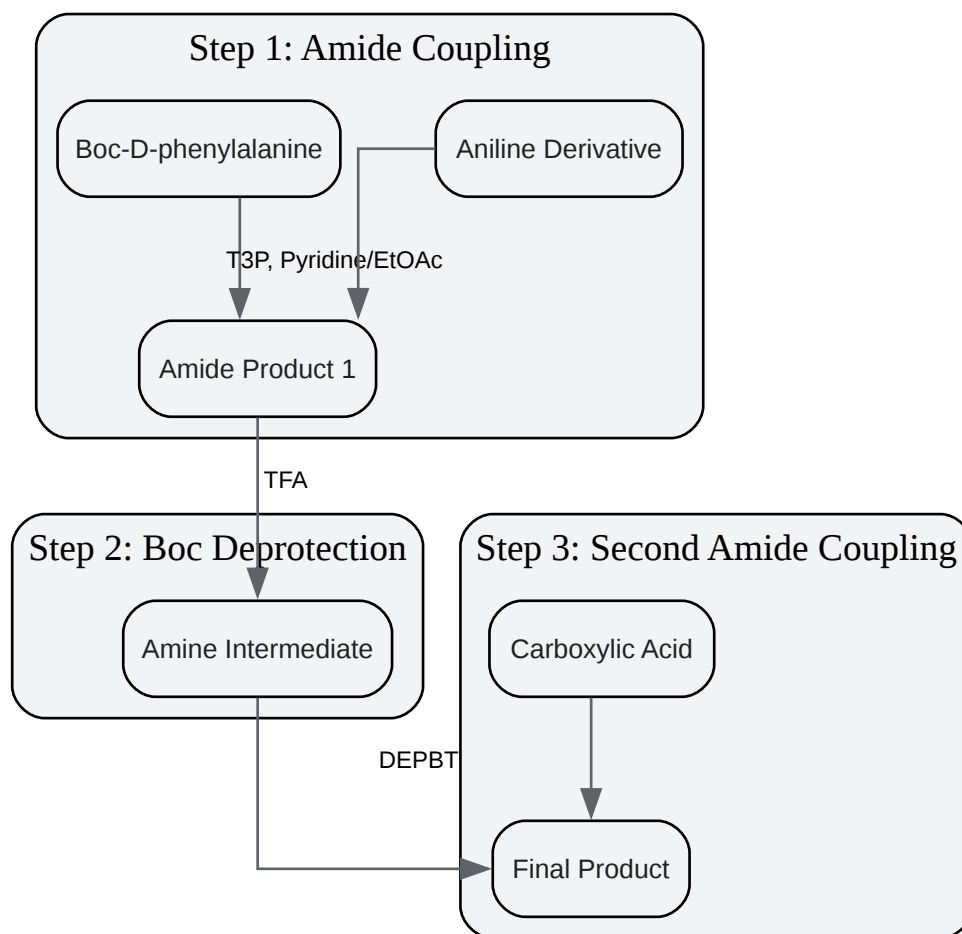 Step 1: Amide Coupling
Boc-D-phenylalanine
Aniline Derivative
T3P, Pyridine/EtOAc
Amide Product 1
TFA
Step 2: Boc Deprotection
Step 3: Second Amide Coupling
Amine Intermediate
Carboxylic Acid
DEPBT
Final Product